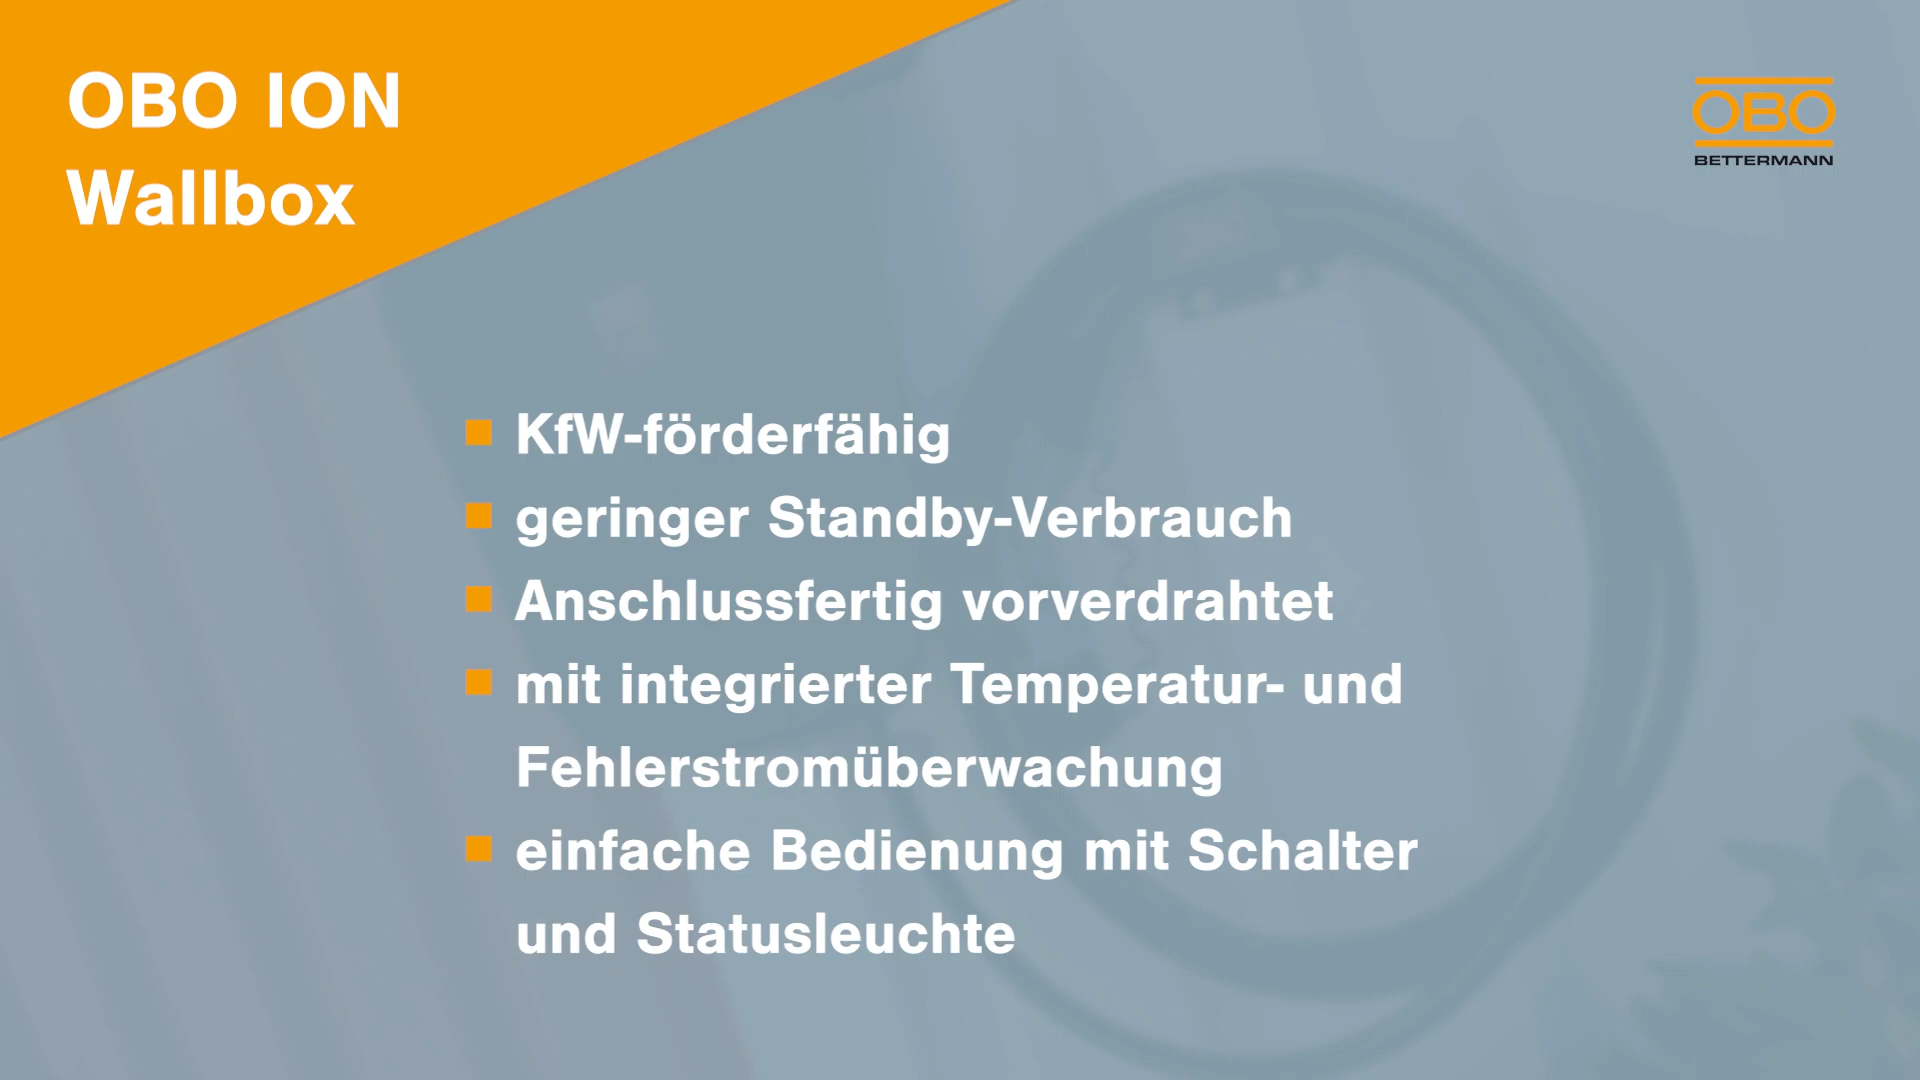 OBO ION
Wallbox
OBO
BETTERMANN
KfW-förderfähig
geringer Standby-Verbrauch
Anschlussfertig vorverdrahtet
mit integrierter Temperatur- und
Fehlerstromüberwachung
einfache Bedienung mit Schalter
und Statusleuchte